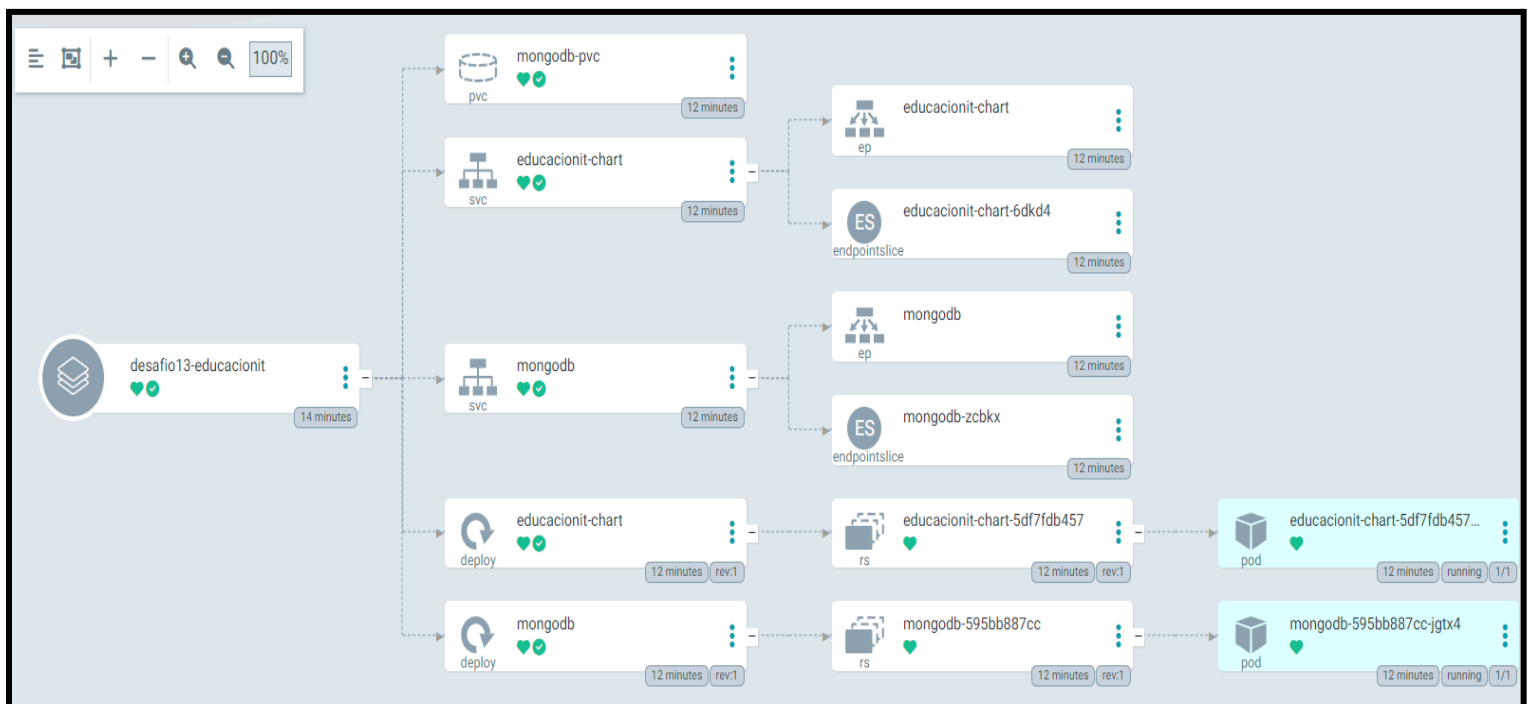 100%
mongodb-pvc
pvc
12 minutes
educacionit-chart
svc
12 minutes
educacionit-chart
ep
12 minutes
ES
educacionit-chart-6dkd4
endpointslice
12 minutes
desafio13-educacionit
14 minutes
mongodb
svc
12 minutes
mongodb
ep
12 minutes
ES
mongodb-zcbkx
endpointslice
12 minutes
educacionit-chart
deploy
12 minutes rev:1
educacionit-chart-5df7fdb457
rs
12 minutes rev:1
educacionit-chart-5df7fdb457...
pod
12 minutes running 1/1
mongodb
deploy
12 minutes rev:1
mongodb-595bb887cc
rs
12 minutes rev:1
mongodb-595bb887cc-jgtx4
pod
12 minutes running 1/1